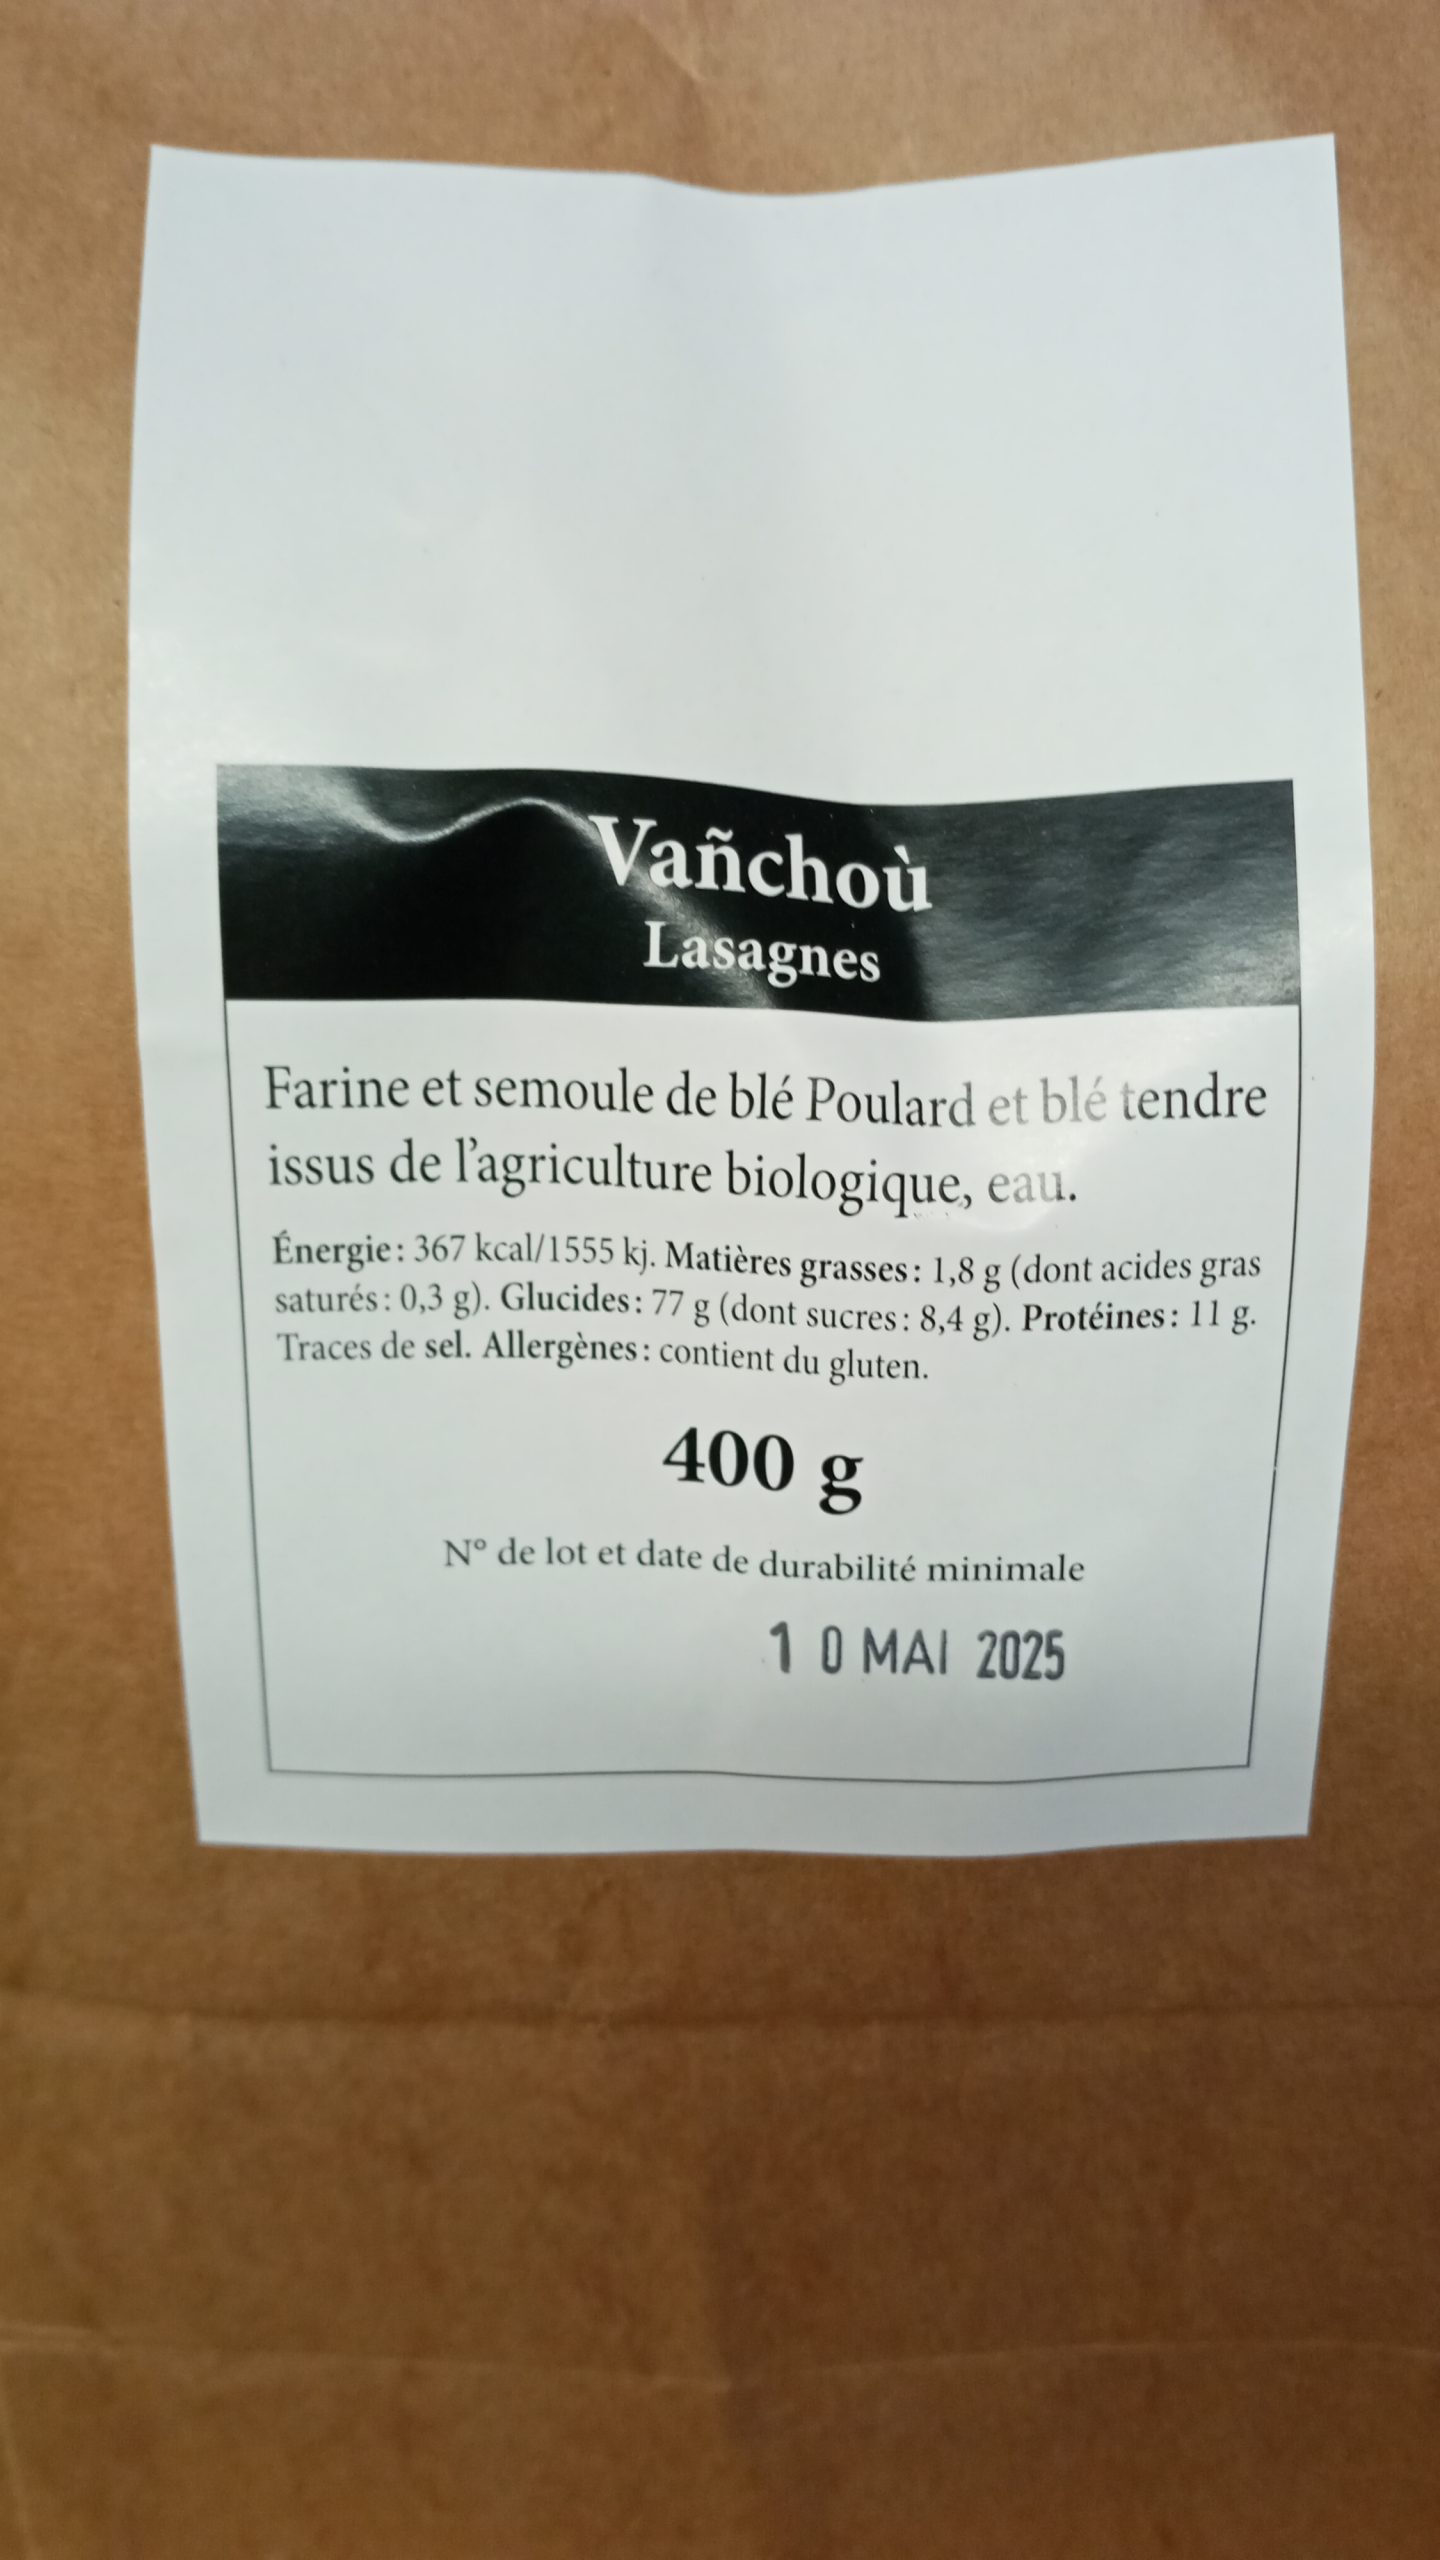 Vañchoù
Lasagnes
Farine et semoule de blé Poulard et blé tendre
issus de l’agriculture biologique, eau.
Énergie : 367 kcal/1555 kj. Matières grasses : 1,8 g (dont acides gras
saturés : 0,3 g). Glucides : 77 g (dont sucres : 8,4 g). Protéines : 11 g.
Traces de sel. Allergènes : contient du gluten.
400 g
N° de lot et date de durabilité minimale
10 MAI 2025